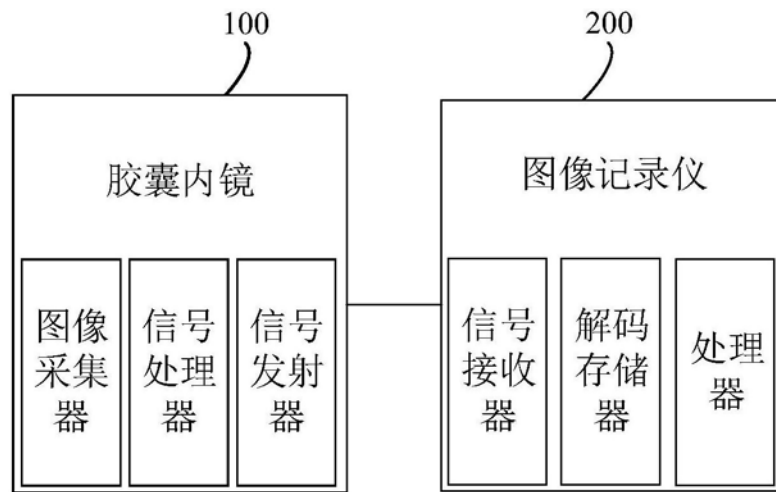 100
200
胶囊内镜
图像记录仪
图像
采集
器
信号
处理
器
信号
发射
器
信号
接收
器
解码
存储
器
处理
器